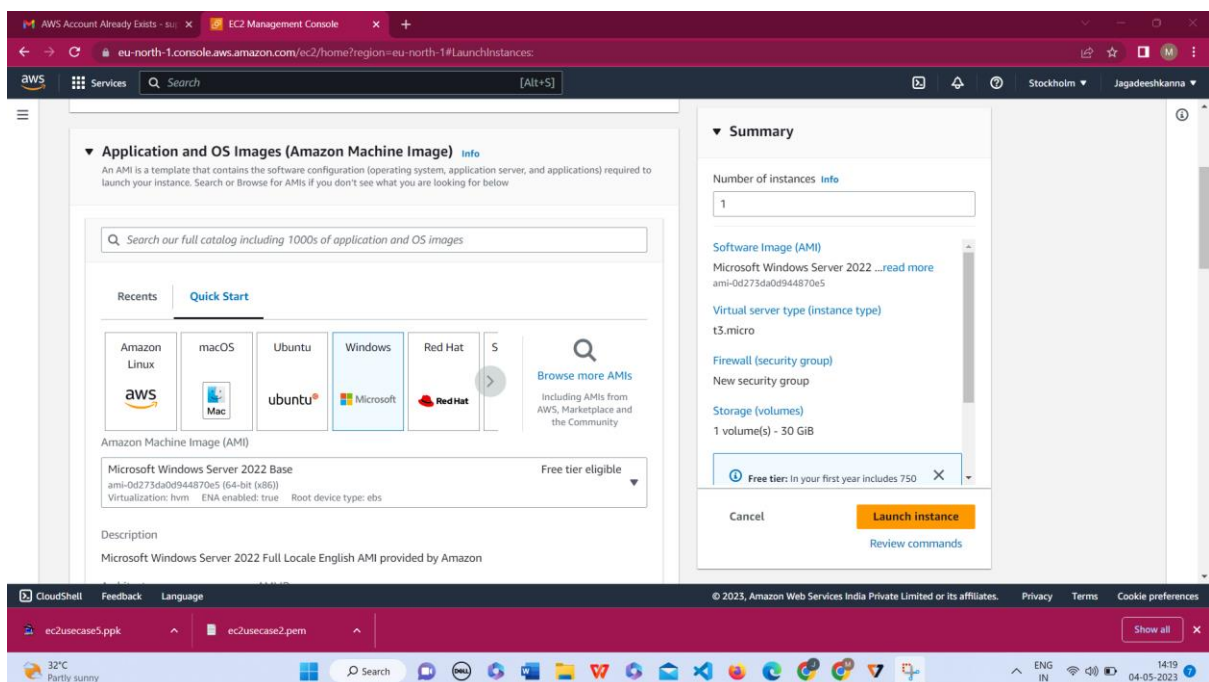 AWS Account Already Exists - sup
EC2 Management Console
eu-north-1.console.aws.amazon.com/ec2/home?region=eu-north-1#LaunchInstances:
M
aws
Services
Search
[Alt+S]
Stockholm
Jagadeeshkanna
Application and OS Images (Amazon Machine Image) Info
An AMI is a template that contains the software configuration (operating system, application server, and applications) required to
launch your instance. Search or Browse for AMIs if you don't see what you are looking for below
Search our full catalog including 1000s of application and OS images
Recents
Quick Start
Amazon
Linux
aws
macOS
Mac
Ubuntu
ubuntu
Windows
Microsoft
Red Hat
Red Hat
S
Browse more AMIs
Including AMIs from
AWS, Marketplace and
the Community
Amazon Machine Image (AMI)
Microsoft Windows Server 2022 Base
Free tier eligible
ami-0d273da0d944870e5 (64-bit (x86))
Virtualization: hvm ENA enabled: true Root device type: ebs
Description
Microsoft Windows Server 2022 Full Locale English AMI provided by Amazon
Summary
Number of instances Info
1
Software Image (AMI)
Microsoft Windows Server 2022 ...read more
ami-0d273da0d944870e5
Virtual server type (instance type)
t3.micro
Firewall (security group)
New security group
Storage (volumes)
1 volume(s) - 30 GiB
Free tier: In your first year includes 750
Cancel
Launch instance
Review commands
CloudShell
Feedback
Language
© 2023, Amazon Web Services India Private Limited or its affiliates.
Privacy
Terms
Cookie preferences
ec2usecase5.ppk
ec2usecase2.pem
Show all
32°C
Partly sunny
Search
DELL
ENG
IN
14:19
04-05-2023
7